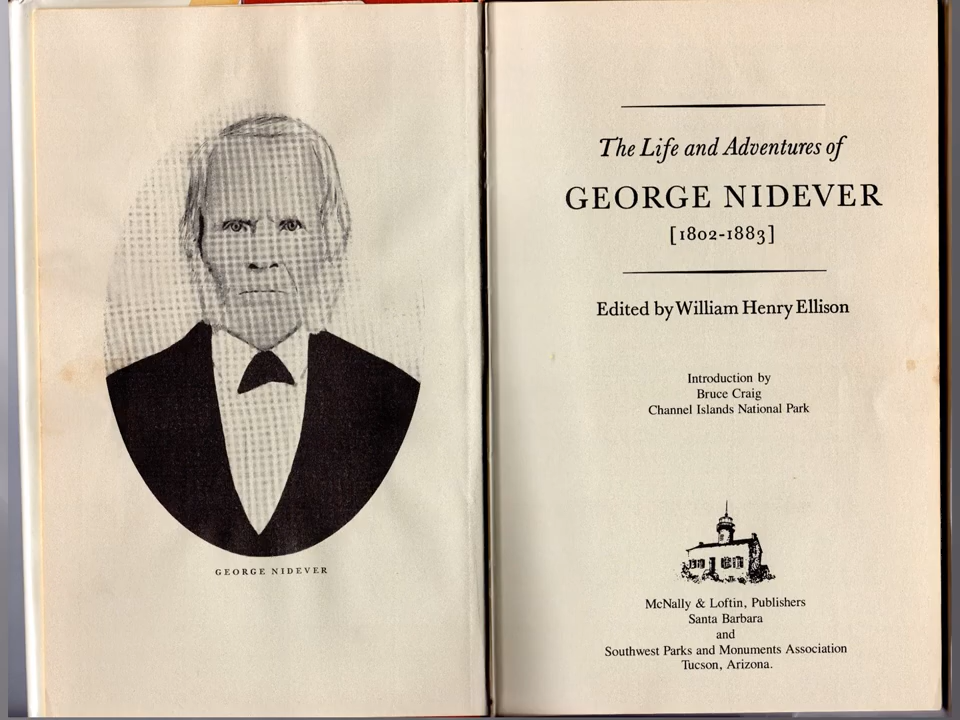 GEORGE NIDEVER
The Life and Adventures of
GEORGE NIDEVER
[1802-1883]
Edited by William Henry Ellison
Introduction by
Bruce Craig
Channel Islands National Park
McNally & Loftin, Publishers
Santa Barbara
and
Southwest Parks and Monuments Association
Tucson, Arizona.